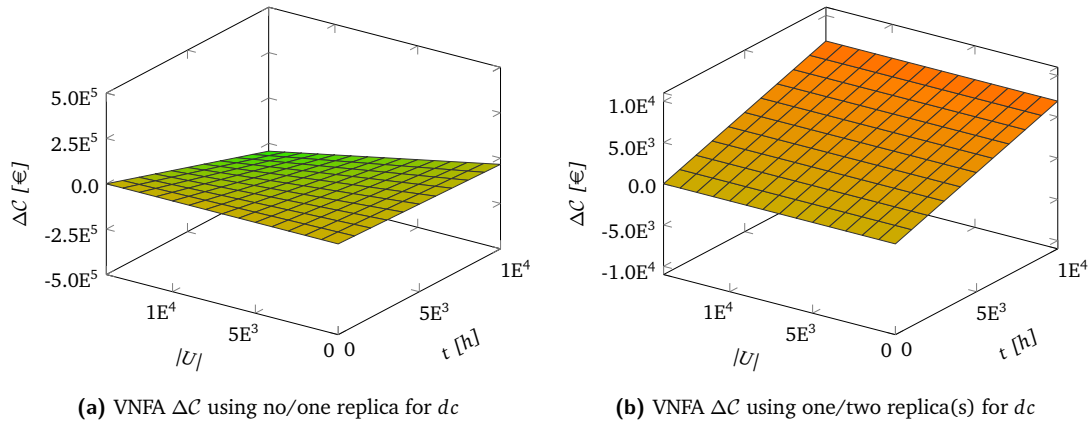 5.0E⁵
2.5E⁵
0.0
-2.5E⁵
-5.0E⁵
ΔC [€]
1E⁴
5E³
0
|U|
0
5E³
1E⁴
t [h]
(a) VNFA ΔC using no/one replica for dc
1.0E⁴
5.0E³
0.0
-5.0E³
-1.0E⁴
ΔC [€]
1E⁴
5E³
0
|U|
0
5E³
1E⁴
t [h]
(b) VNFA ΔC using one/two replica(s) for dc